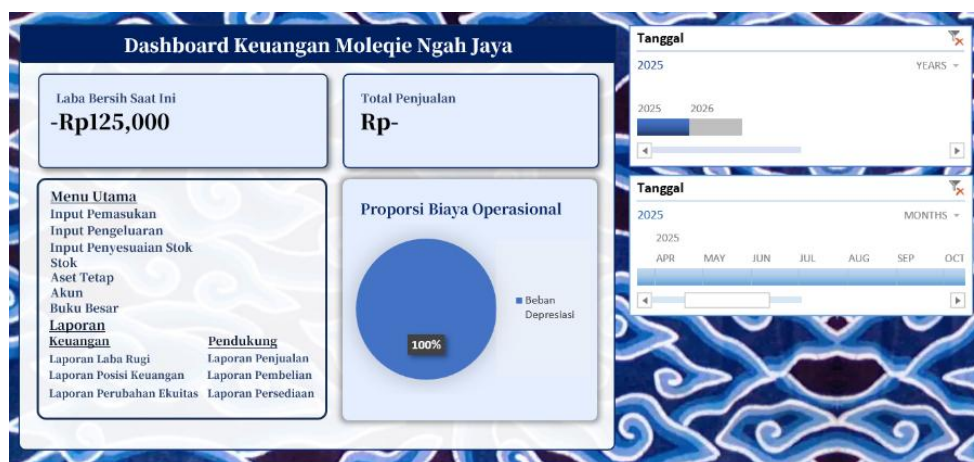 Dashboard Keuangan Moleqie Ngah Jaya
Laba Bersih Saat Ini
-Rp125,000
Total Penjualan
Rp-
Menu Utama
Input Pemasukan
Input Pengeluaran
Input Penyesuaian Stok
Stok
Aset Tetap
Akun
Buku Besar
Laporan
Keuangan
Laporan Laba Rugi
Laporan Posisi Keuangan
Laporan Perubahan Ekuitas
Pendukung
Laporan Penjualan
Laporan Pembelian
Laporan Persediaan
Proporsi Biaya Operasional
100%
Beban
Depresiasi
Tanggal
2025 YEARS
2025 2026
Tanggal
2025 MONTHS
2025
APR MAY JUN JUL AUG SEP OCT